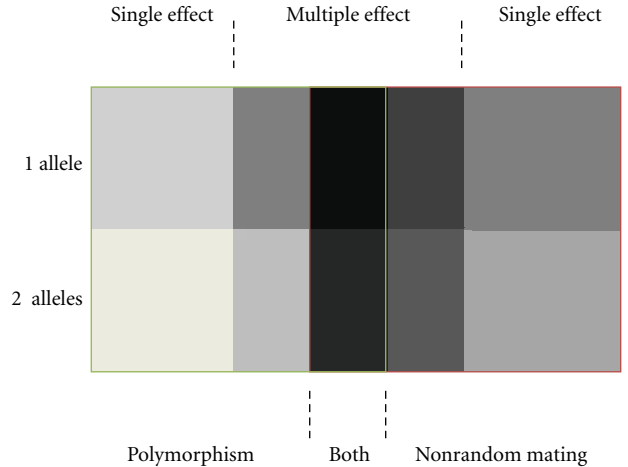 Single effect
Multiple effect
Single effect
1 allele
2 alleles
Polymorphism
Both
Nonrandom mating